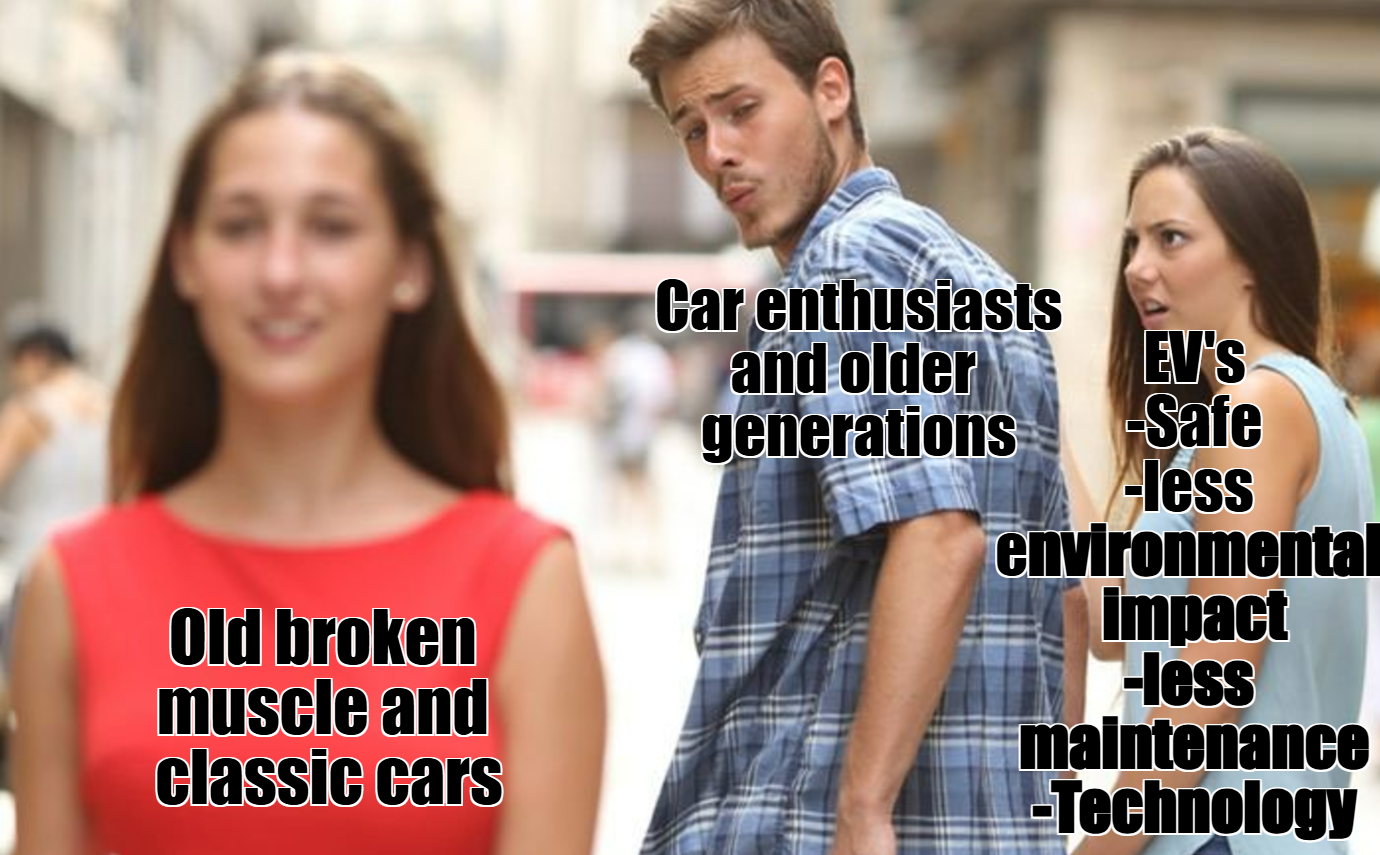 Old broken
muscle and
classic cars
Car enthusiasts
and older
generations
EV's
-Safe
-less
environmental
impact
-less
maintenance
-Technology